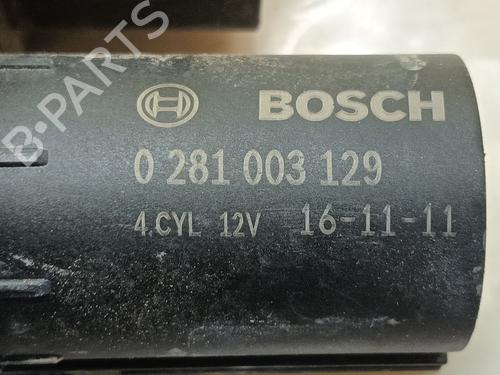 BOSCH
0 281 003 129
4.CYL 12V 16-11-11
B-PARTS